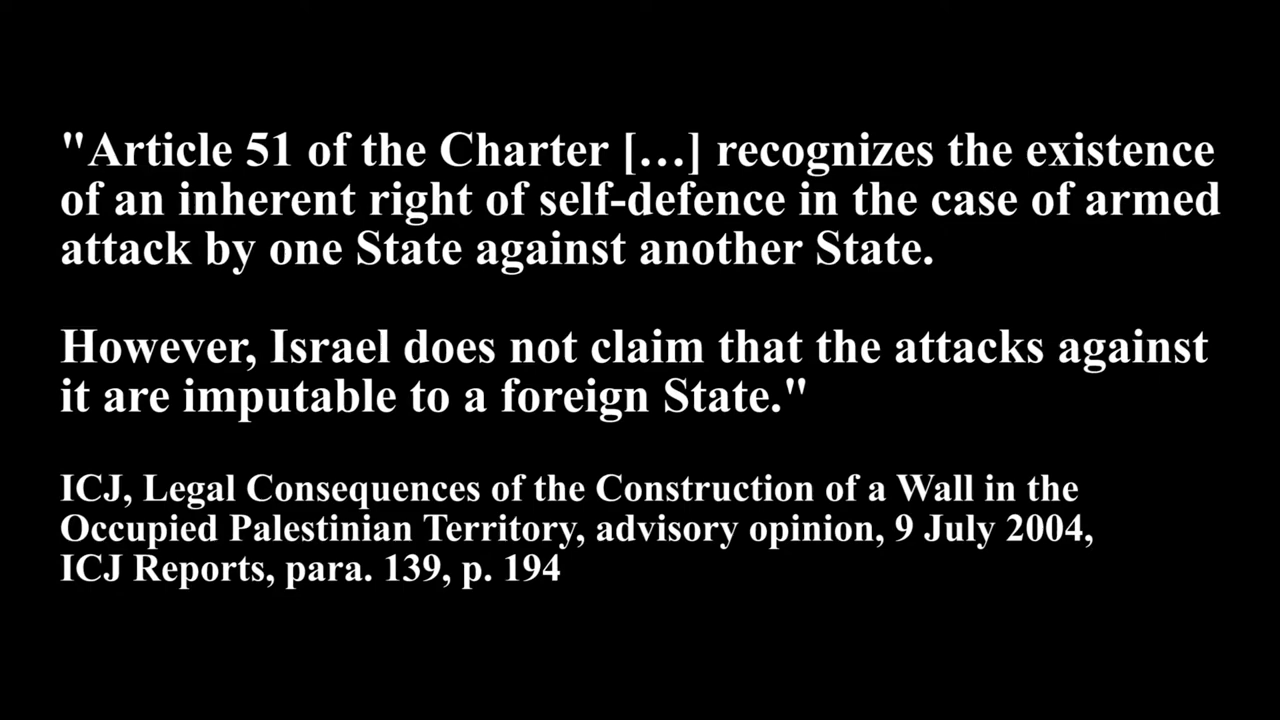 "Article 51 of the Charter […] recognizes the existence
of an inherent right of self-defence in the case of armed
attack by one State against another State.
However, Israel does not claim that the attacks against
it are imputable to a foreign State."
ICJ, Legal Consequences of the Construction of a Wall in the
Occupied Palestinian Territory, advisory opinion, 9 July 2004,
ICJ Reports, para. 139, p. 194